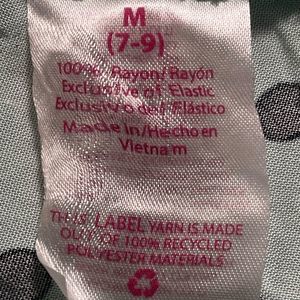 M
(7-9)
100% Rayon/ Rayón
Exclusive of Elastic
Exclusivo del Elástico
Made in/Hecho en
Vietnam
THIS LABEL YARN IS MADE
OUT OF 100% RECYCLED
POLYESTER MATERIALS